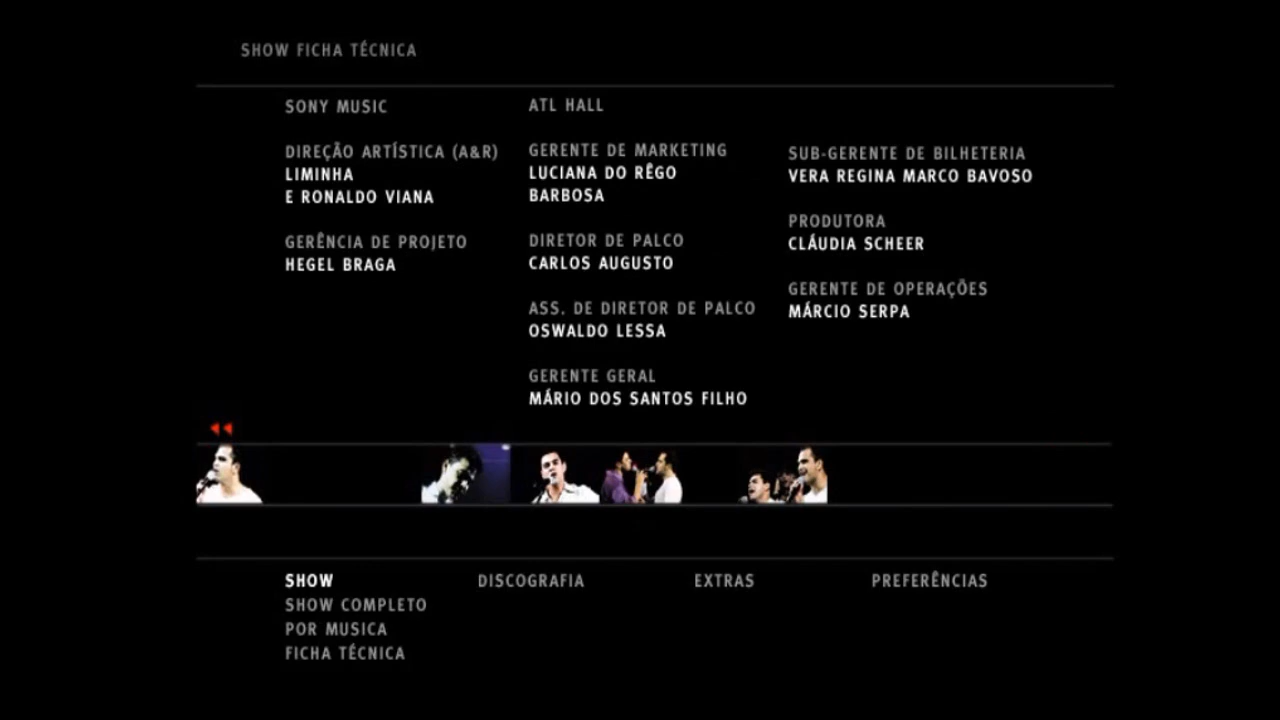 SHOW FICHA TÉCNICA
SONY MUSIC
DIREÇÃO ARTÍSTICA (A&R)
LIMINHA
E RONALDO VIANA
GERÊNCIA DE PROJETO
HEGEL BRAGA
ATL HALL
GERENTE DE MARKETING
LUCIANA DO RÊGO
BARBOSA
DIRETOR DE PALCO
CARLOS AUGUSTO
ASS. DE DIRETOR DE PALCO
OSWALDO LESSA
GERENTE GERAL
MÁRIO DOS SANTOS FILHO
SUB-GERENTE DE BILHETERIA
VERA REGINA MARCO BAVOSO
PRODUTORA
CLÁUDIA SCHEER
GERENTE DE OPERAÇÕES
MÁRCIO SERPA
SHOW
SHOW COMPLETO
POR MUSICA
FICHA TÉCNICA
DISCOGRAFIA
EXTRAS
PREFERÊNCIAS